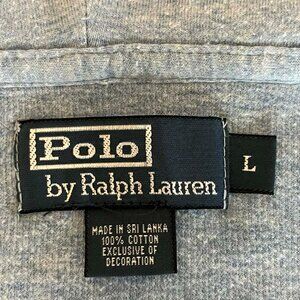 Polo
by Ralph Lauren
L
MADE IN SRI LANKA
100% COTTON
EXCLUSIVE OF
DECORATION